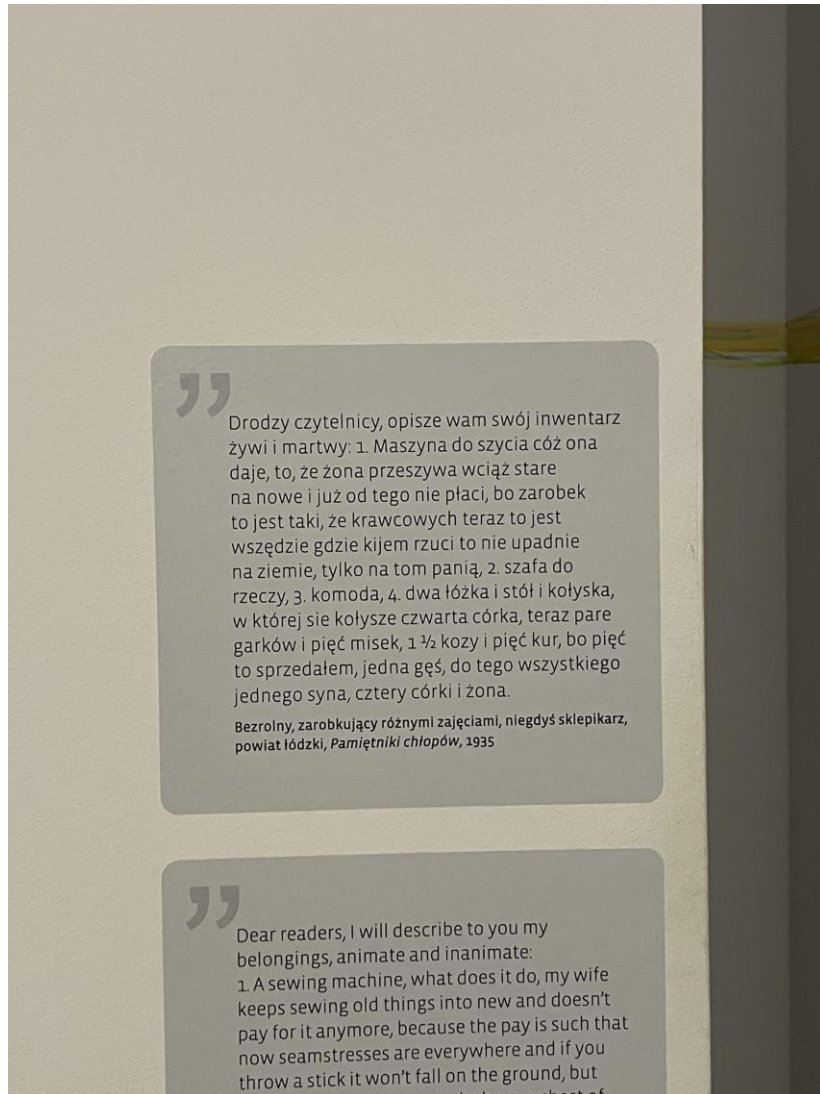 ”
Drodzy czytelnicy, opisze wam swój inwentarz
żywi i martwy: 1. Maszyna do szycia cóż ona
daje, to, że żona przeszywa wciąż stare
na nowe i już od tego nie płaci, bo zarobek
to jest taki, że krawcowych teraz to jest
wszędzie gdzie kijem rzuci to nie upadnie
na ziemie, tylko na tom panią, 2. szafa do
rzeczy, 3. komoda, 4. dwa łóżka i stół i kołyska,
w której sie kołysze czwarta córka, teraz pare
garków i pięć misek, 1 ½ kozy i pięć kur, bo pięć
to sprzedałem, jedna gęś, do tego wszystkiego
jednego syna, cztery córki i żona.
Bezrolny, zarobkujący różnymi zajęciami, niegdyś sklepikarz,
powiat łódzki, Pamiętniki chłopów, 1935
”
Dear readers, I will describe to you my
belongings, animate and inanimate:
1. A sewing machine, what does it do, my wife
keeps sewing old things into new and doesn't
pay for it anymore, because the pay is such that
now seamstresses are everywhere and if you
throw a stick it won't fall on the ground, but